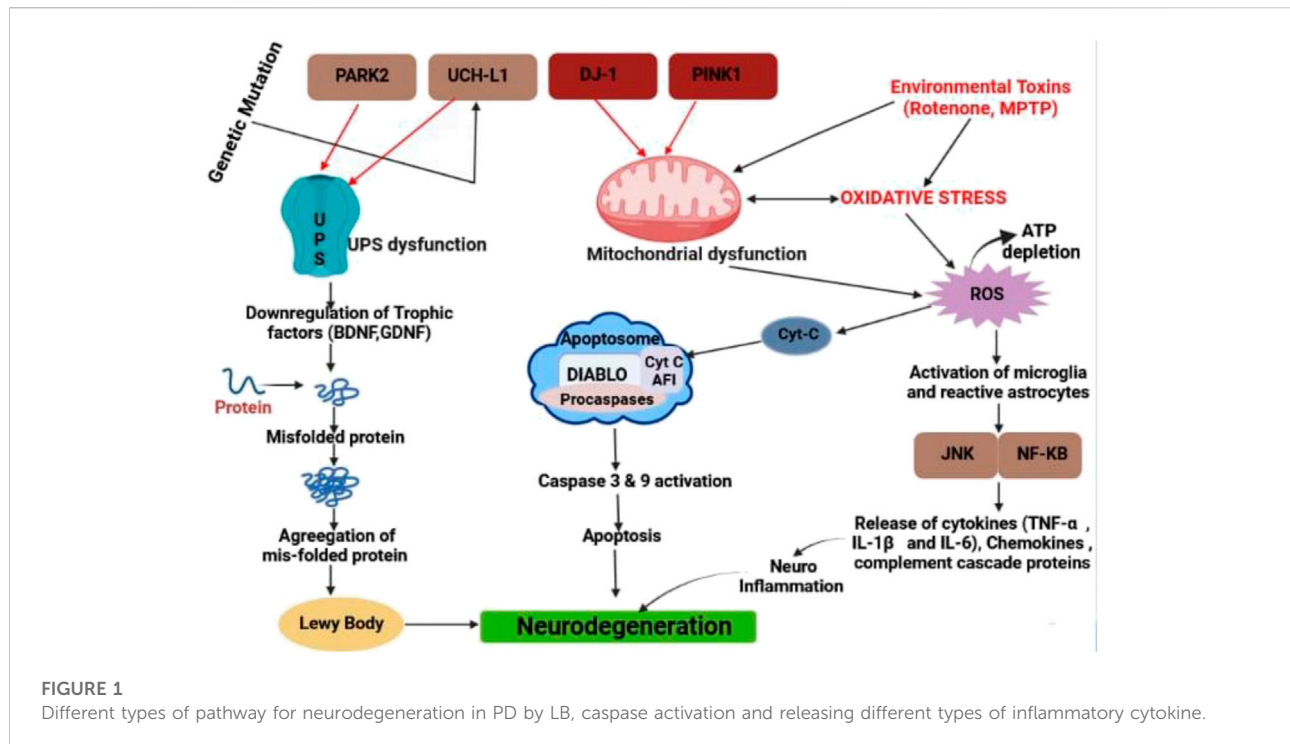 Genetic Mutation
PARK2
UCH-L1
DJ-1
PINK1
Environmental Toxins
(Rotenone, MPTP)
U
P
S
UPS dysfunction
Mitochondrial dysfunction
OXIDATIVE STRESS
ATP
depletion
ROS
Downregulation of Trophic
factors (BDNF,GDNF)
Protein
Misfolded protein
Agreegation of
mis-folded protein
Lewy Body
Cyt-C
Apoptosome
DIABLO
Cyt C
AFI
Procaspases
Caspase 3 & 9 activation
Apoptosis
Activation of microglia
and reactive astrocytes
JNK
NF-KB
Release of cytokines (TNF-α ,
IL-1β and IL-6), Chemokines ,
complement cascade proteins
Neuro
Inflammation
Neurodegeneration
FIGURE 1
Different types of pathway for neurodegeneration in PD by LB, caspase activation and releasing different types of inflammatory cytokine.